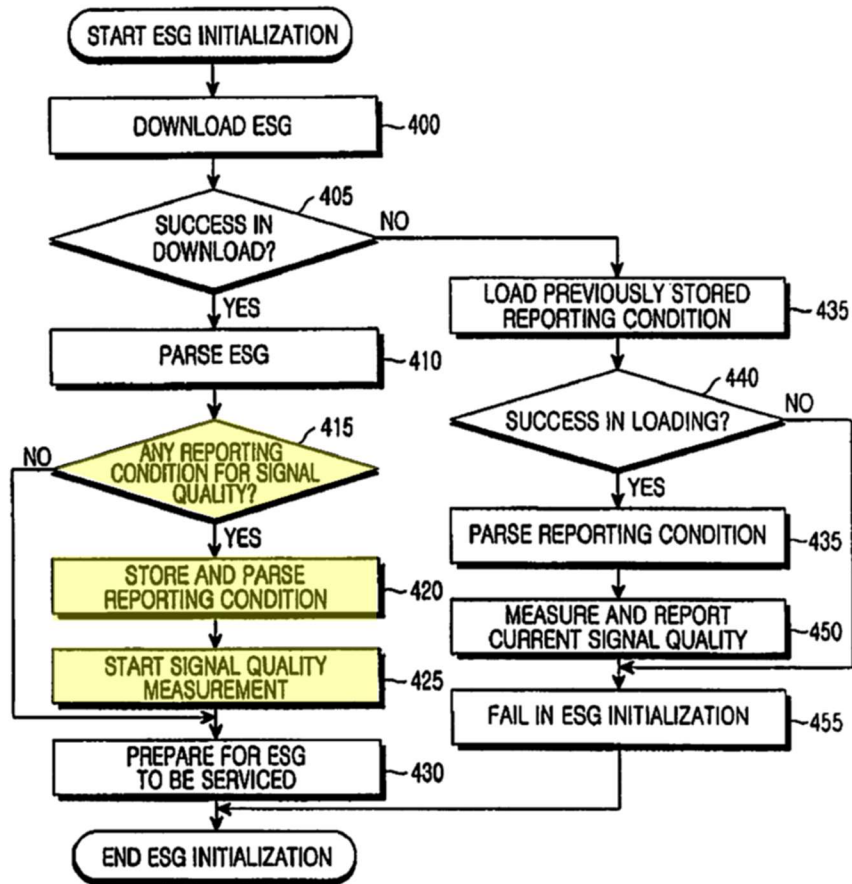 START ESG INITIALIZATION
DOWNLOAD ESG
400
405
SUCCESS IN
DOWNLOAD?
NO
YES
LOAD PREVIOUSLY STORED
REPORTING CONDITION
435
PARSE ESG
410
440
SUCCESS IN LOADING?
NO
YES
415
ANY REPORTING
CONDITION FOR SIGNAL
QUALITY?
NO
YES
PARSE REPORTING CONDITION
435
STORE AND PARSE
REPORTING CONDITION
420
MEASURE AND REPORT
CURRENT SIGNAL QUALITY
450
START SIGNAL QUALITY
MEASUREMENT
425
FAIL IN ESG INITIALIZATION
455
PREPARE FOR ESG
TO BE SERVICED
430
END ESG INITIALIZATION